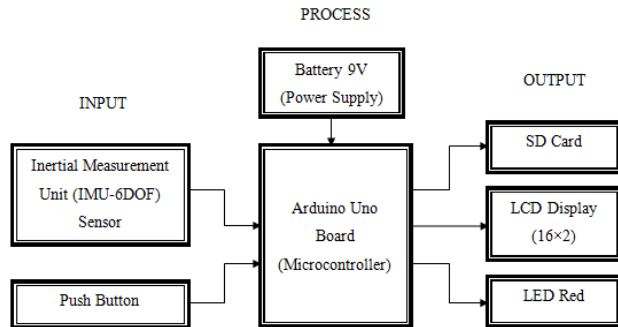 PROCESS
Battery 9V
(Power Supply)
INPUT
OUTPUT
Inertial Measurement
Unit (IMU-6DOF)
Sensor
Push Button
Arduino Uno
Board
(Microcontroller)
SD Card
LCD Display
(16×2)
LED Red